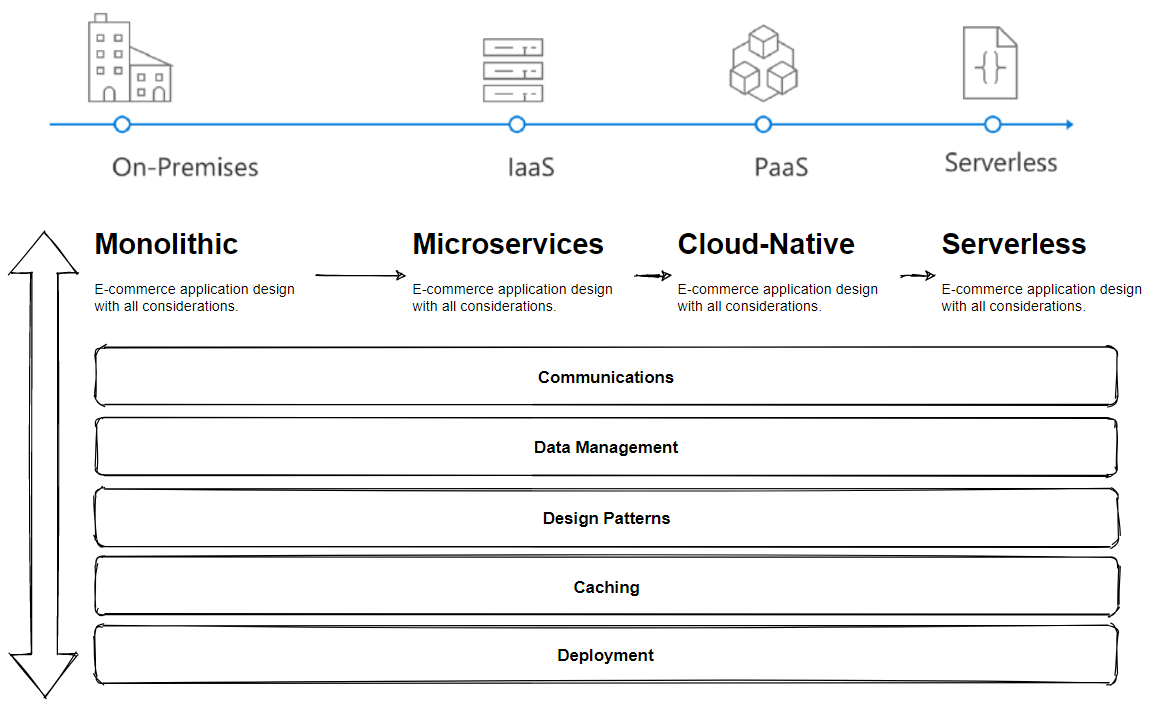 On-Premises
IaaS
PaaS
Serverless
Monolithic
Microservices
Cloud-Native
Serverless
E-commerce application design
with all considerations.
E-commerce application design
with all considerations.
E-commerce application design
with all considerations.
E-commerce application design
with all considerations.
Communications
Data Management
Design Patterns
Caching
Deployment